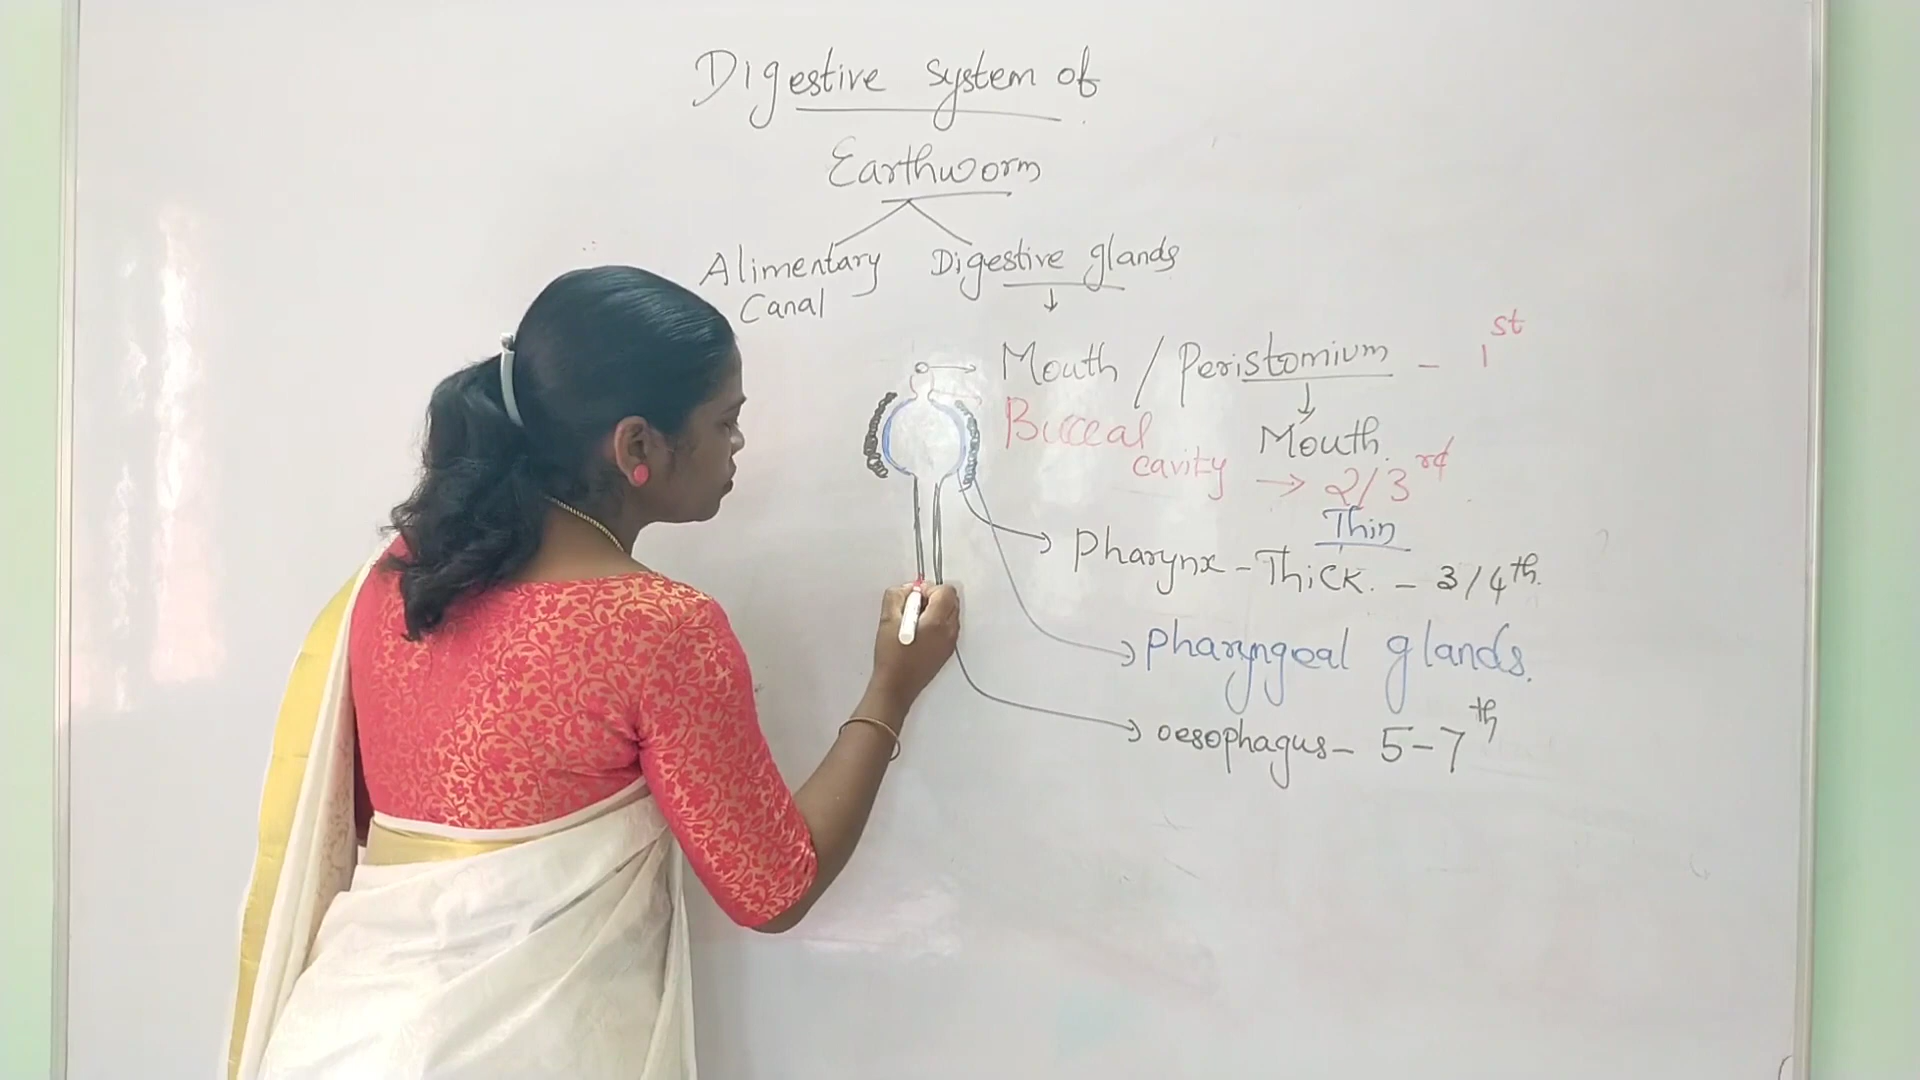 Digestive system of
Earthworm
Alimentary Canal
Digestive glands
Mouth / Peristomium - 1st
Mouth.
Buccal cavity → 2/3rd
Thin
Pharynx - Thick. - 3/4th.
Pharyngeal glands.
oesophagus - 5-7th